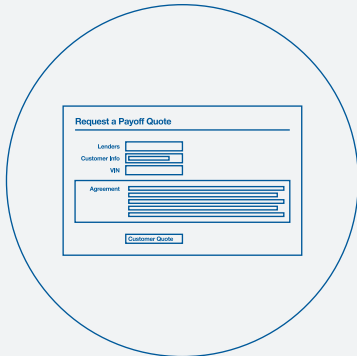 Request a Payoff Quote
Lenders
Customer Info
VIN
Agreement
Customer Quote